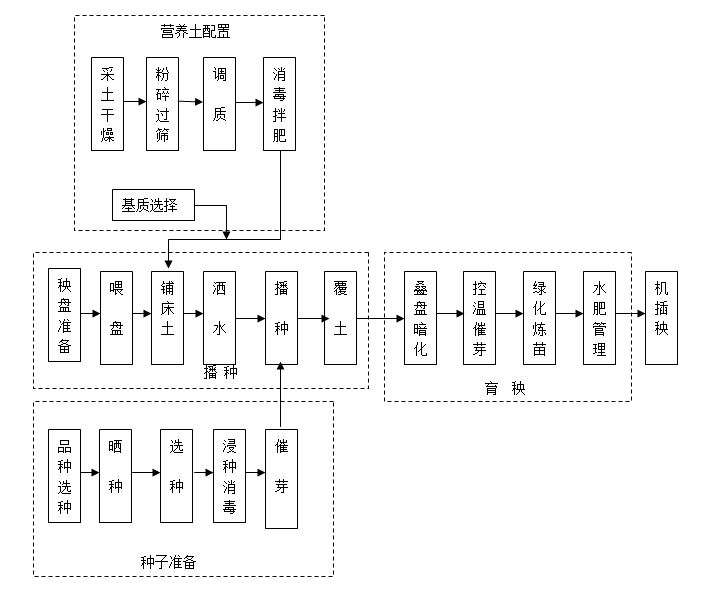 营养土配置
采土干燥
粉碎过筛
调质
消毒拌肥
基质选择
秧盘准备
喂盘
铺床土
洒水
播种
覆土
播种
叠盘暗化
控温催芽
绿化炼苗
水肥管理
育秧
机插秧
品种选种
晒种
选种
浸种消毒
催芽
种子准备